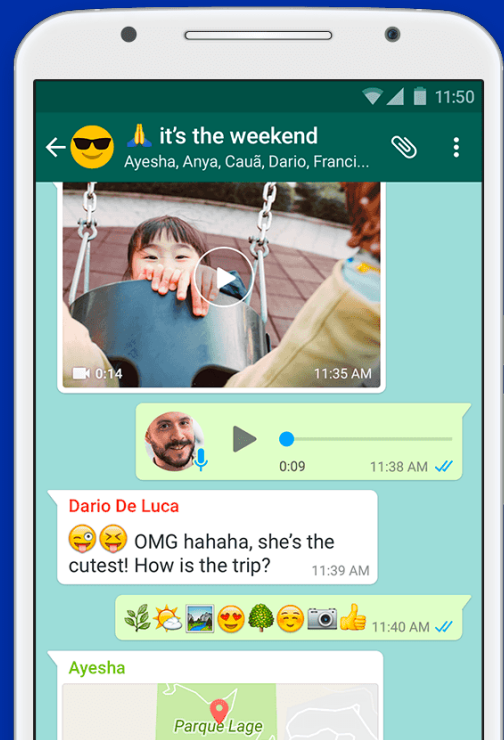 11:50
🙏 it's the weekend
Ayesha, Anya, Cauã, Dario, Franci...
0:14
11:35 AM
0:09
11:38 AM
Dario De Luca
😜😝 OMG hahaha, she's the
cutest! How is the trip?
11:39 AM
🌿🌤🏞😍🌳☺️📷👍
11:40 AM
Ayesha
Parque Lage